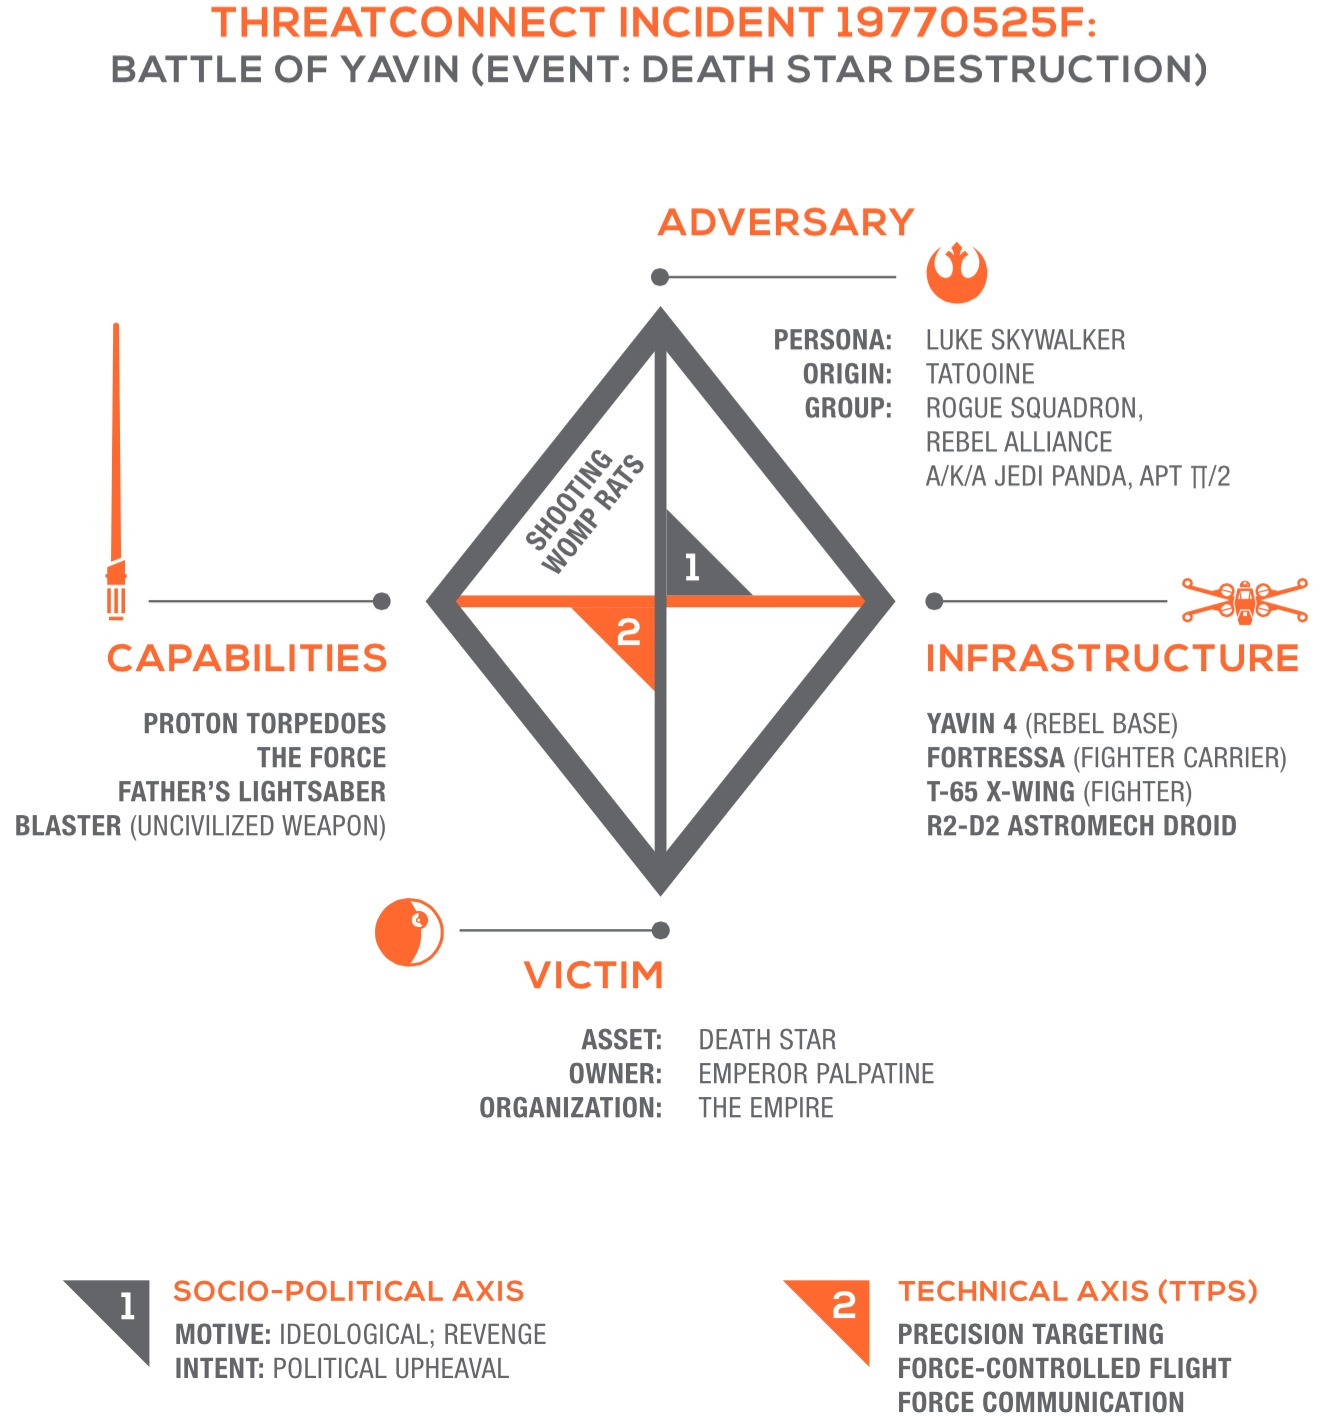 THREATCONNECT INCIDENT 19770525F:
BATTLE OF YAVIN (EVENT: DEATH STAR DESTRUCTION)
ADVERSARY
PERSONA: LUKE SKYWALKER
ORIGIN: TATOOINE
GROUP: ROGUE SQUADRON,
REBEL ALLIANCE
A/K/A JEDI PANDA, APT ∏/2
SHOOTING
WOMP RATS
1
2
CAPABILITIES
PROTON TORPEDOES
THE FORCE
FATHER'S LIGHTSABER
BLASTER (UNCIVILIZED WEAPON)
INFRASTRUCTURE
YAVIN 4 (REBEL BASE)
FORTRESSA (FIGHTER CARRIER)
T-65 X-WING (FIGHTER)
R2-D2 ASTROMECH DROID
VICTIM
ASSET: DEATH STAR
OWNER: EMPEROR PALPATINE
ORGANIZATION: THE EMPIRE
1
SOCIO-POLITICAL AXIS
MOTIVE: IDEOLOGICAL; REVENGE
INTENT: POLITICAL UPHEAVAL
2
TECHNICAL AXIS (TTPS)
PRECISION TARGETING
FORCE-CONTROLLED FLIGHT
FORCE COMMUNICATION